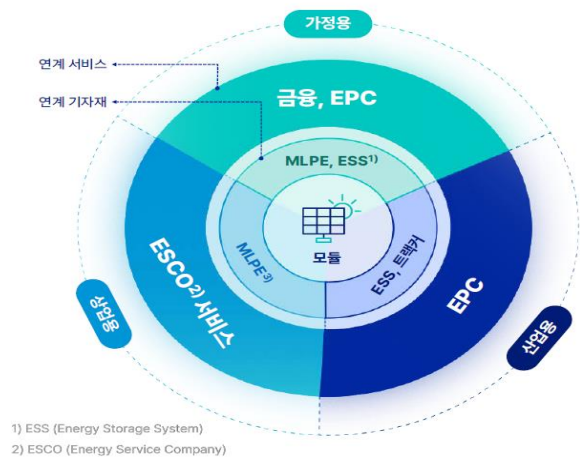 가정용
연계 서비스
금융, EPC
연계 기자재
MLPE, ESS1)
모듈
MLPE3)
ESS, 트랙커
ESCO2) 서비스
EPC
상업용
산업용
1) ESS (Energy Storage System)
2) ESCO (Energy Service Company)